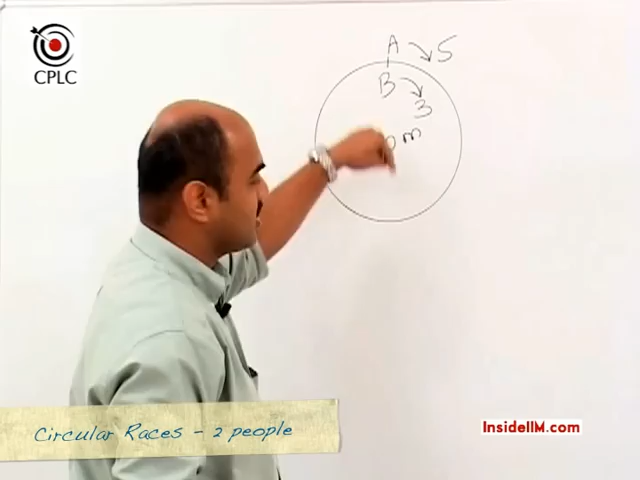 CPLC
A → 5
B → 3
m
Circular Races - 2 people
InsideIIM.com